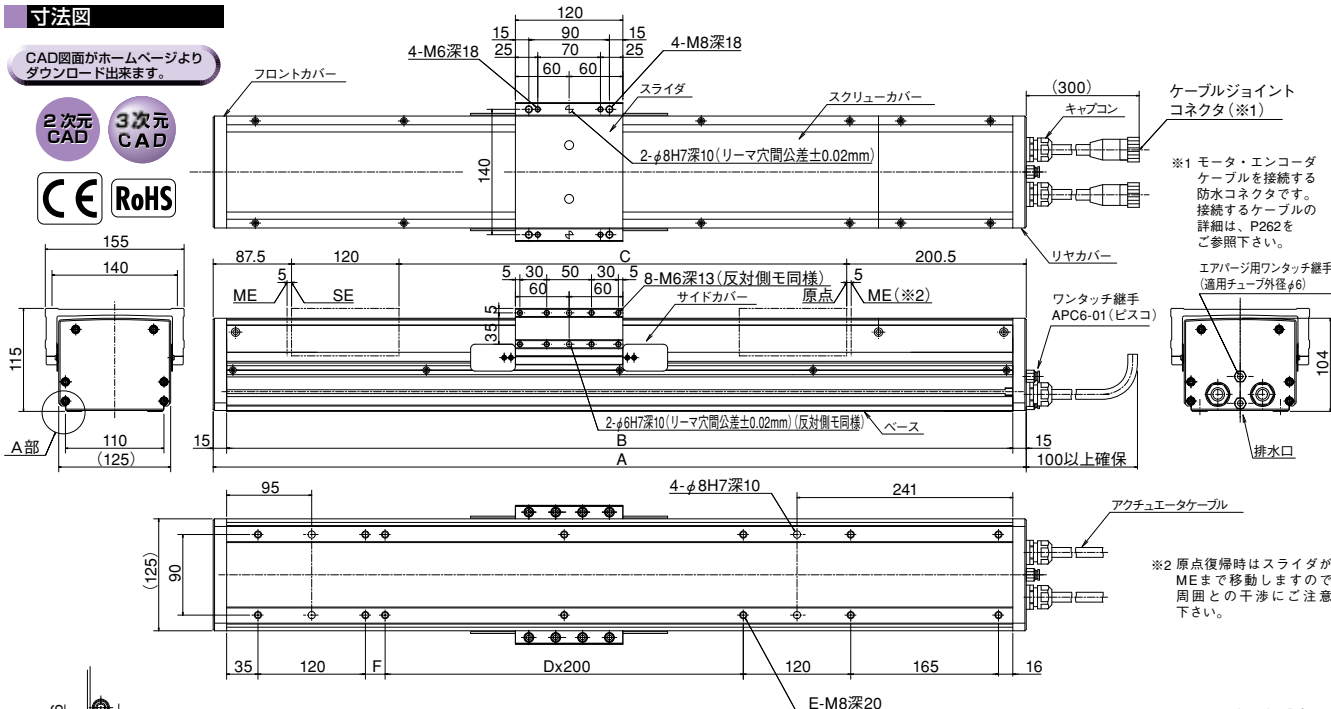 寸法図
CAD図面がホームページより
ダウンロード出来ます。
2次元
CAD
3次元
CAD
CE
RoHS
120
15
90
15
25
70
25
60
60
4-M6深18
4-M8深18
フロントカバー
スライダ
スクリューカバー
(300)
キャプコン
ケーブルジョイント
コネクタ(※1)
2-φ8H7深10(リーマ穴間公差±0.02mm)
140
※1 モータ・エンコーダ
ケーブルを接続する
防水コネクタです。
接続するケーブルの
詳細は、P262を
ご参照下さい。
リヤカバー
155
140
115
A部
110
(125)
87.5
120
C
200.5
5
ME
SE
5
30
50
30
5
60
60
8-M6深13(反対側モ同様)
サイドカバー
原点
5
ME(※2)
5
35
ワンタッチ継手
APC6-01(ピスコ)
エアパージ用ワンタッチ継手
(適用チューブ外径φ6)
104
排水口
2-φ6H7深10(リーマ穴間公差±0.02mm)(反対側モ同様)
ベース
15
B
15
A
100以上確保
95
4-φ8H7深10
241
アクチュエータケーブル
(125)
90
※2 原点復帰時はスライダが
MEまで移動しますので
周囲との干渉にご注意
下さい。
35
120
F
Dx200
120
165
16
E-M8深20